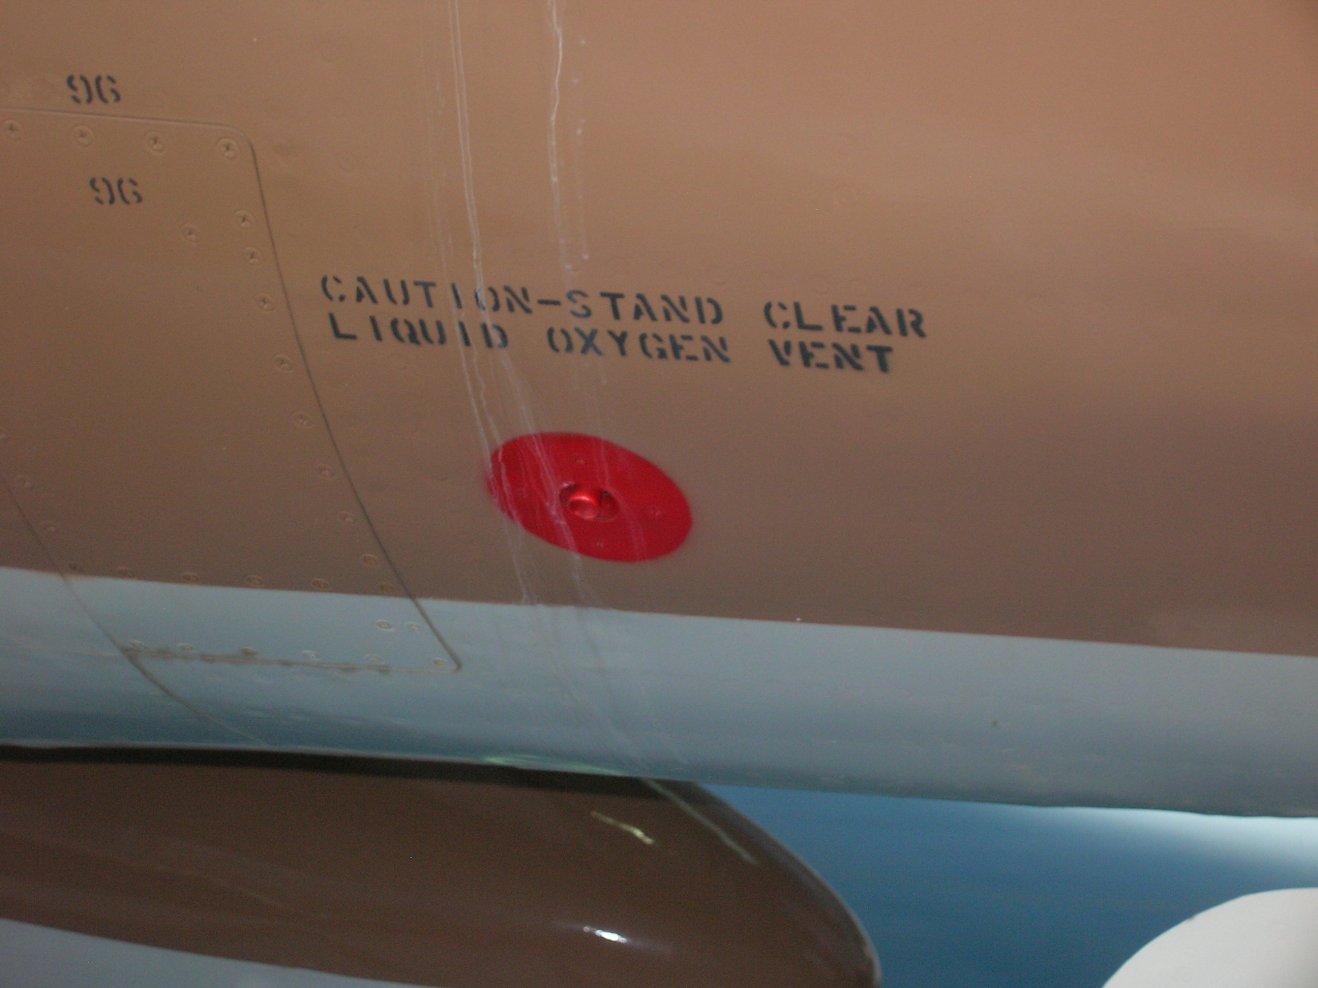 96
96
CAUTION-STAND CLEAR
LIQUID OXYGEN VENT